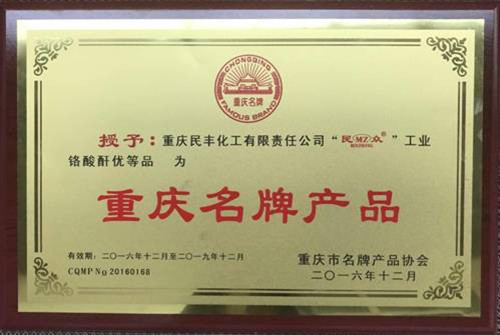 CHONGQING
重庆名牌
FAMOUS BRAND
授予：重庆民丰化工有限责任公司“民MZ众®”工业
MINZHONG
铬酸酐优等品 为
重庆名牌产品
有效期：二〇一六年十二月至二〇一九年十二月
CQMP No 20160168
重庆市名牌产品协会
二〇一六年十二月